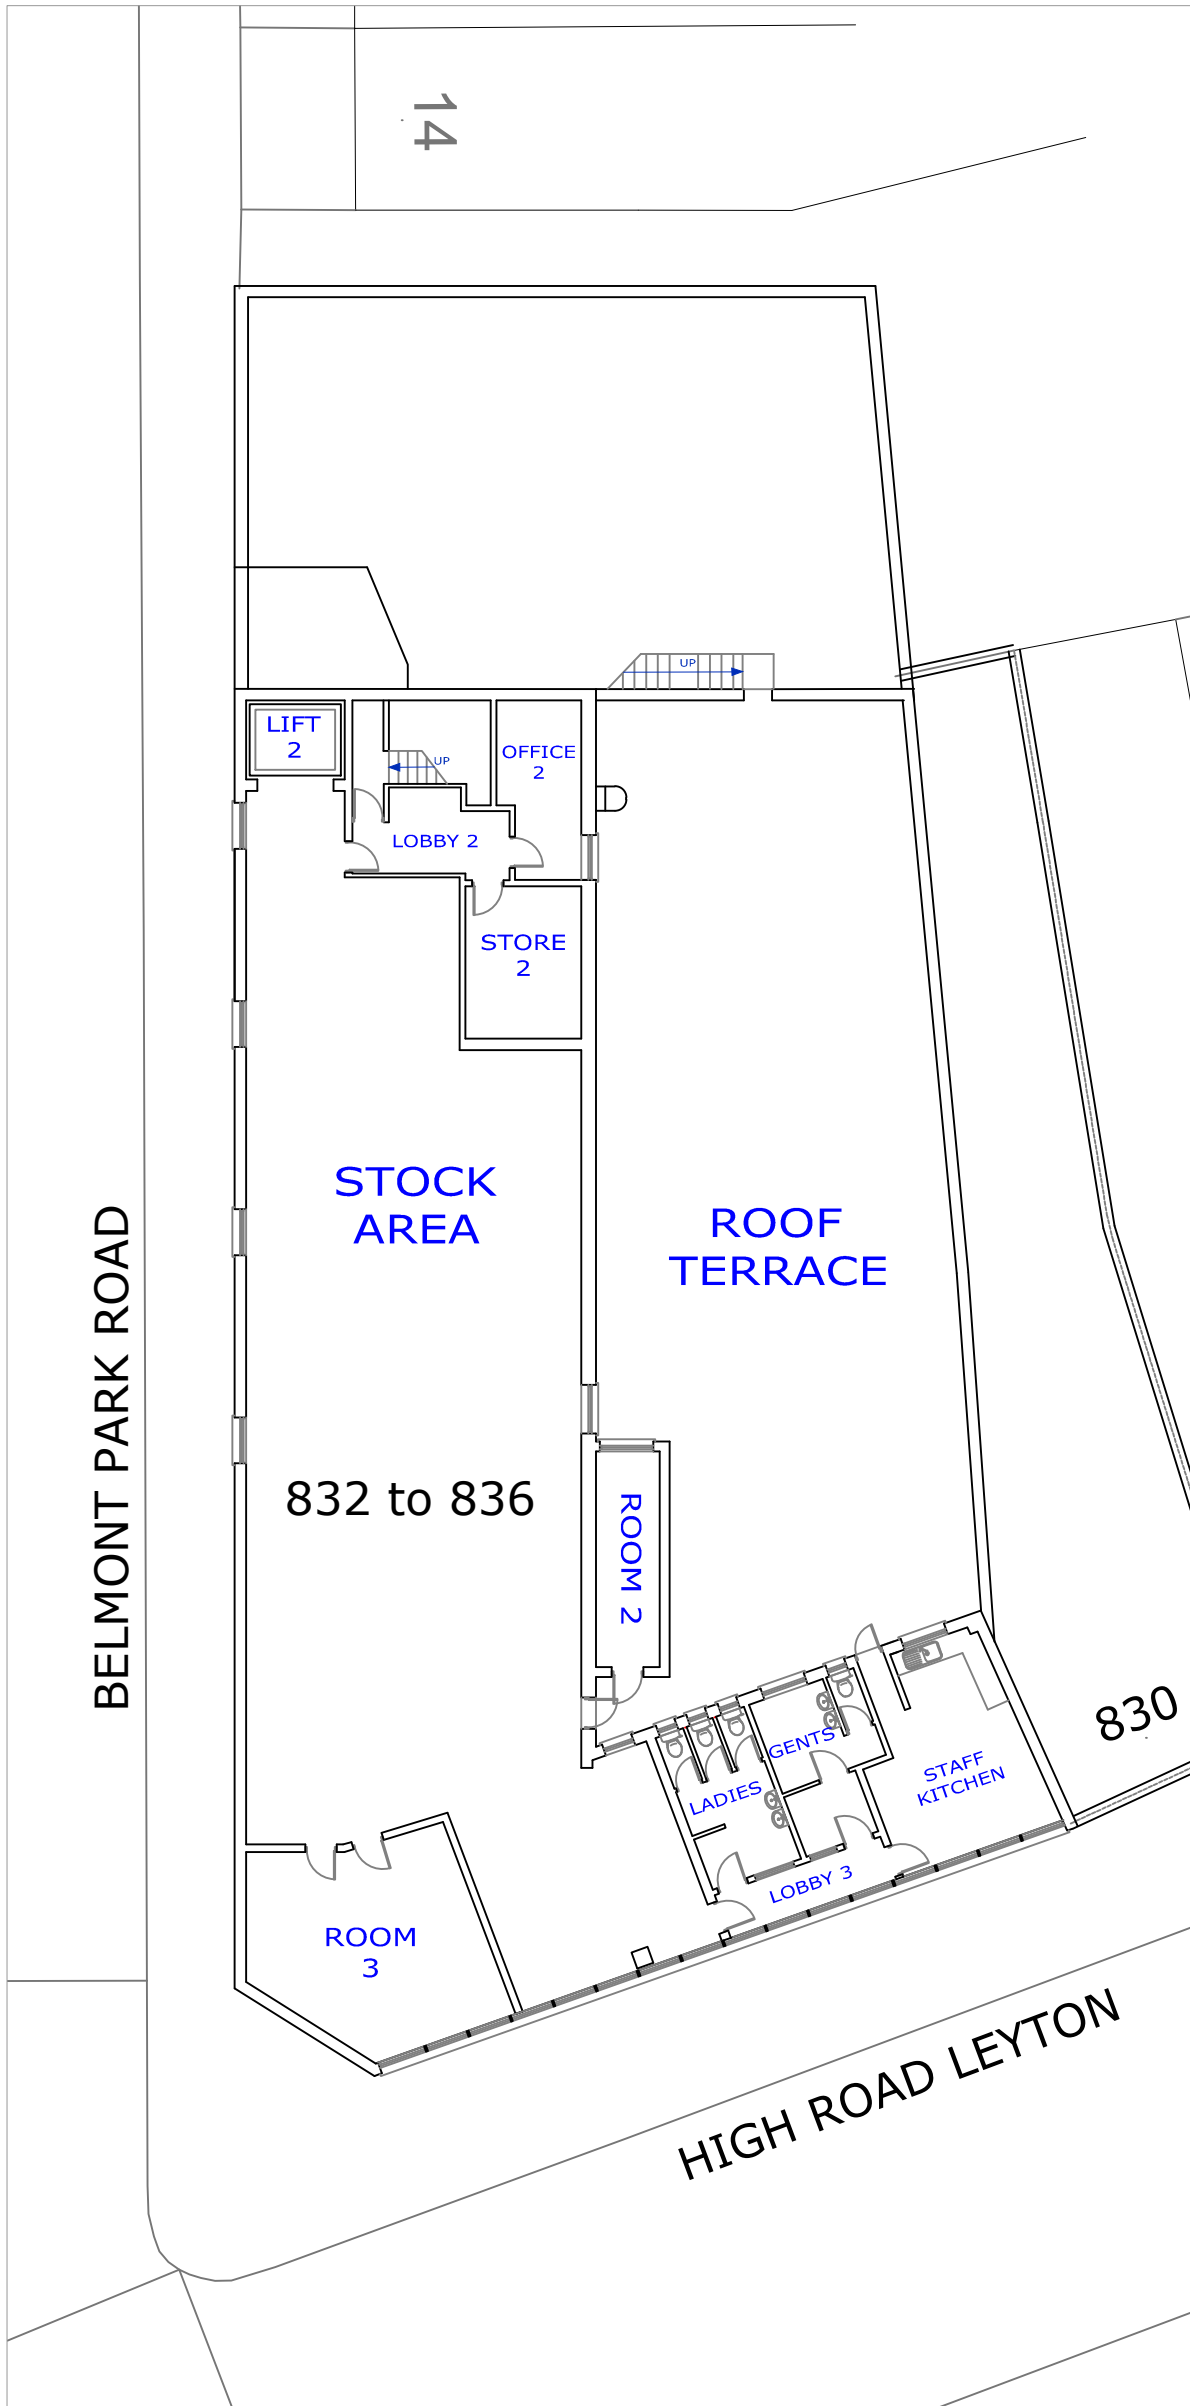 14
UP
LIFT
2
UP
OFFICE
2
LOBBY 2
STORE
2
STOCK
AREA
ROOF
TERRACE
BELMONT PARK ROAD
832 to 836
ROOM 2
830
GENTS
STAFF
KITCHEN
LADIES
LOBBY 3
ROOM
3
HIGH ROAD LEYTON